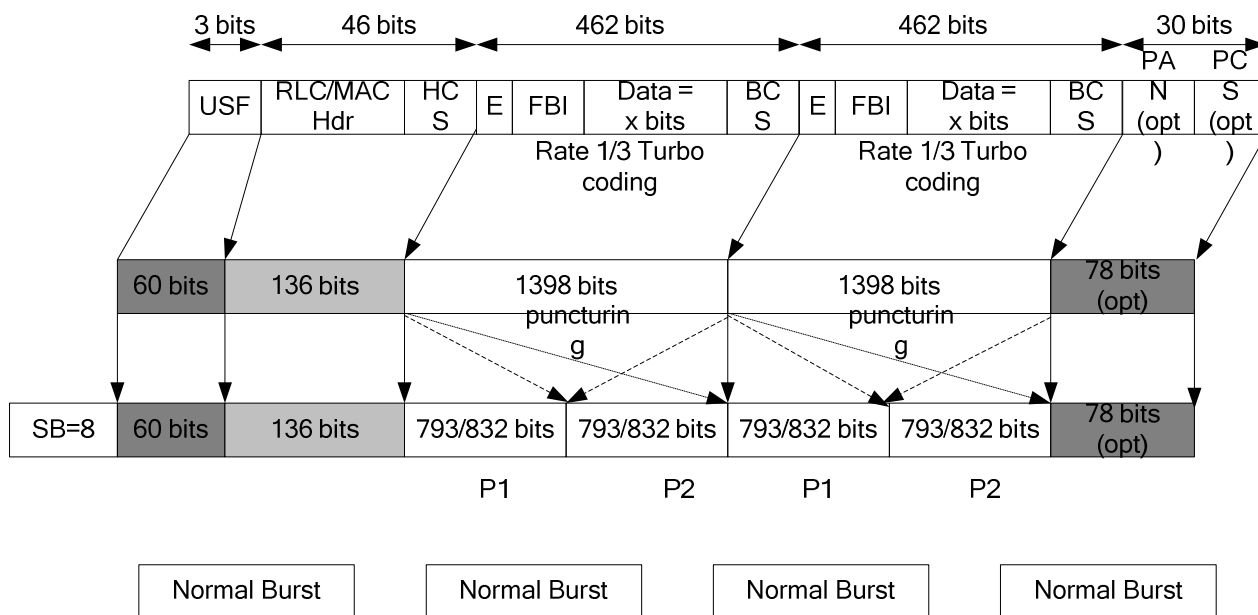 3 bits 46 bits 462 bits 462 bits 30 bits
USF
RLC/MAC
Hdr
HC
S
E
FBI
Data =
x bits
BC
S
E
FBI
Data =
x bits
BC
S
PA
N
(opt
)
PC
S
(opt
)
Rate 1/3 Turbo
coding
Rate 1/3 Turbo
coding
60 bits
136 bits
1398 bits
puncturin
g
1398 bits
puncturin
g
78 bits
(opt)
SB=8
60 bits
136 bits
793/832 bits
793/832 bits
793/832 bits
793/832 bits
78 bits
(opt)
P1 P2 P1 P2
Normal Burst Normal Burst Normal Burst Normal Burst